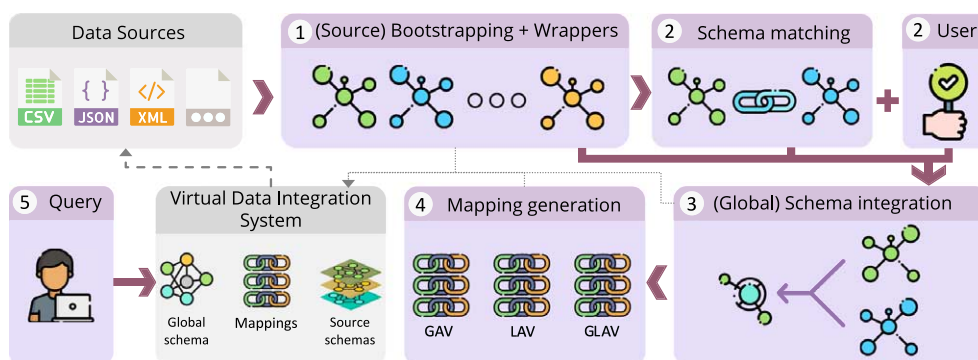 Data Sources
CSV
JSON
XML
1 (Source) Bootstrapping + Wrappers
2 Schema matching
2 User
5 Query
Virtual Data Integration
System
Global
schema
Mappings
Source
schemas
4 Mapping generation
GAV
LAV
GLAV
3 (Global) Schema integration